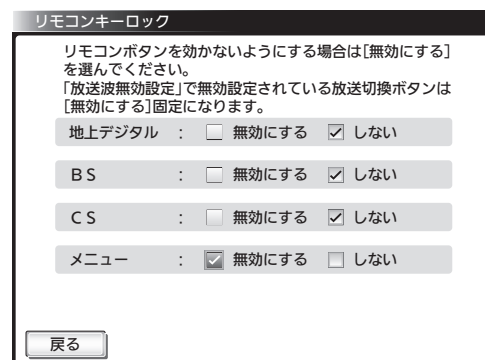 リモコンキーロック
リモコンボタンを効かないようにする場合は[無効にする]
を選んでください。
「放送波無効設定」で無効設定されている放送切換ボタンは
[無効にする]固定になります。
地上デジタル : 無効にする しない
BS : 無効にする しない
CS : 無効にする しない
メニュー : 無効にする しない
戻る